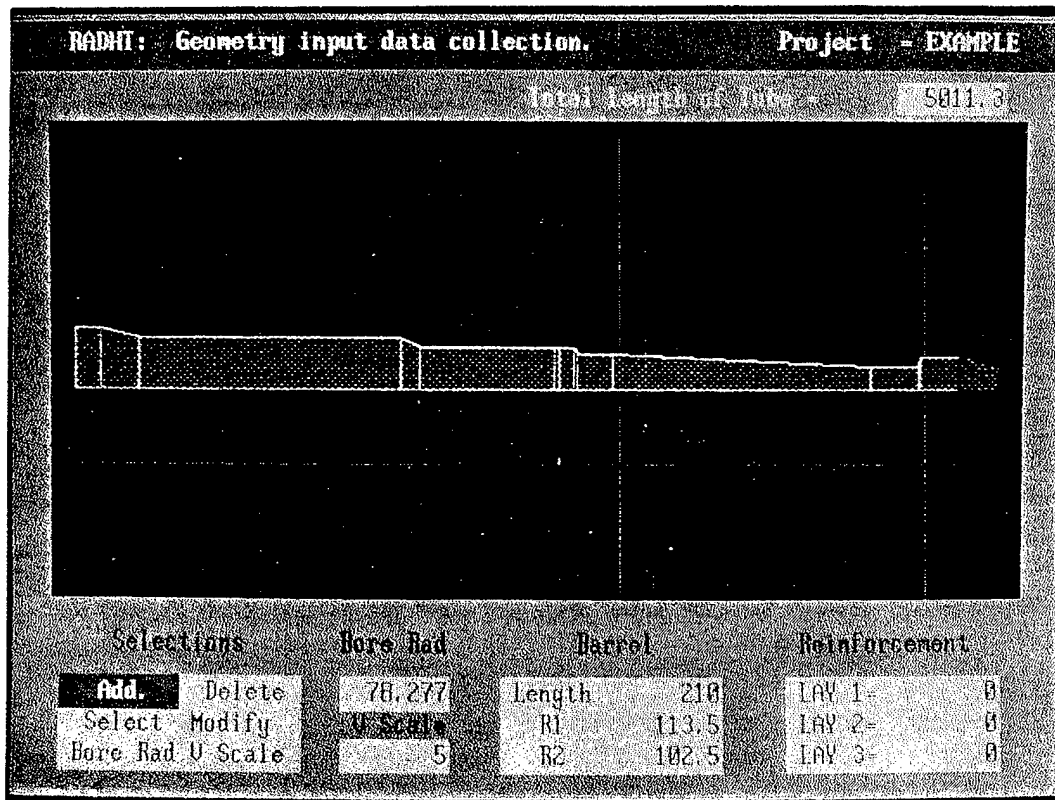 RADHT: Geometry input data collection. Project = EXAMPLE
Total length of Tube = 5011.3
Selections Bore Rad Barrel Reinforcement
Add. Delete 78.277 Length 210 LAY 1= 0
Select Modify V Scale R1 113.5 LAY 2= 0
Bore Rad V Scale 5 R2 102.5 LAY 3= 0